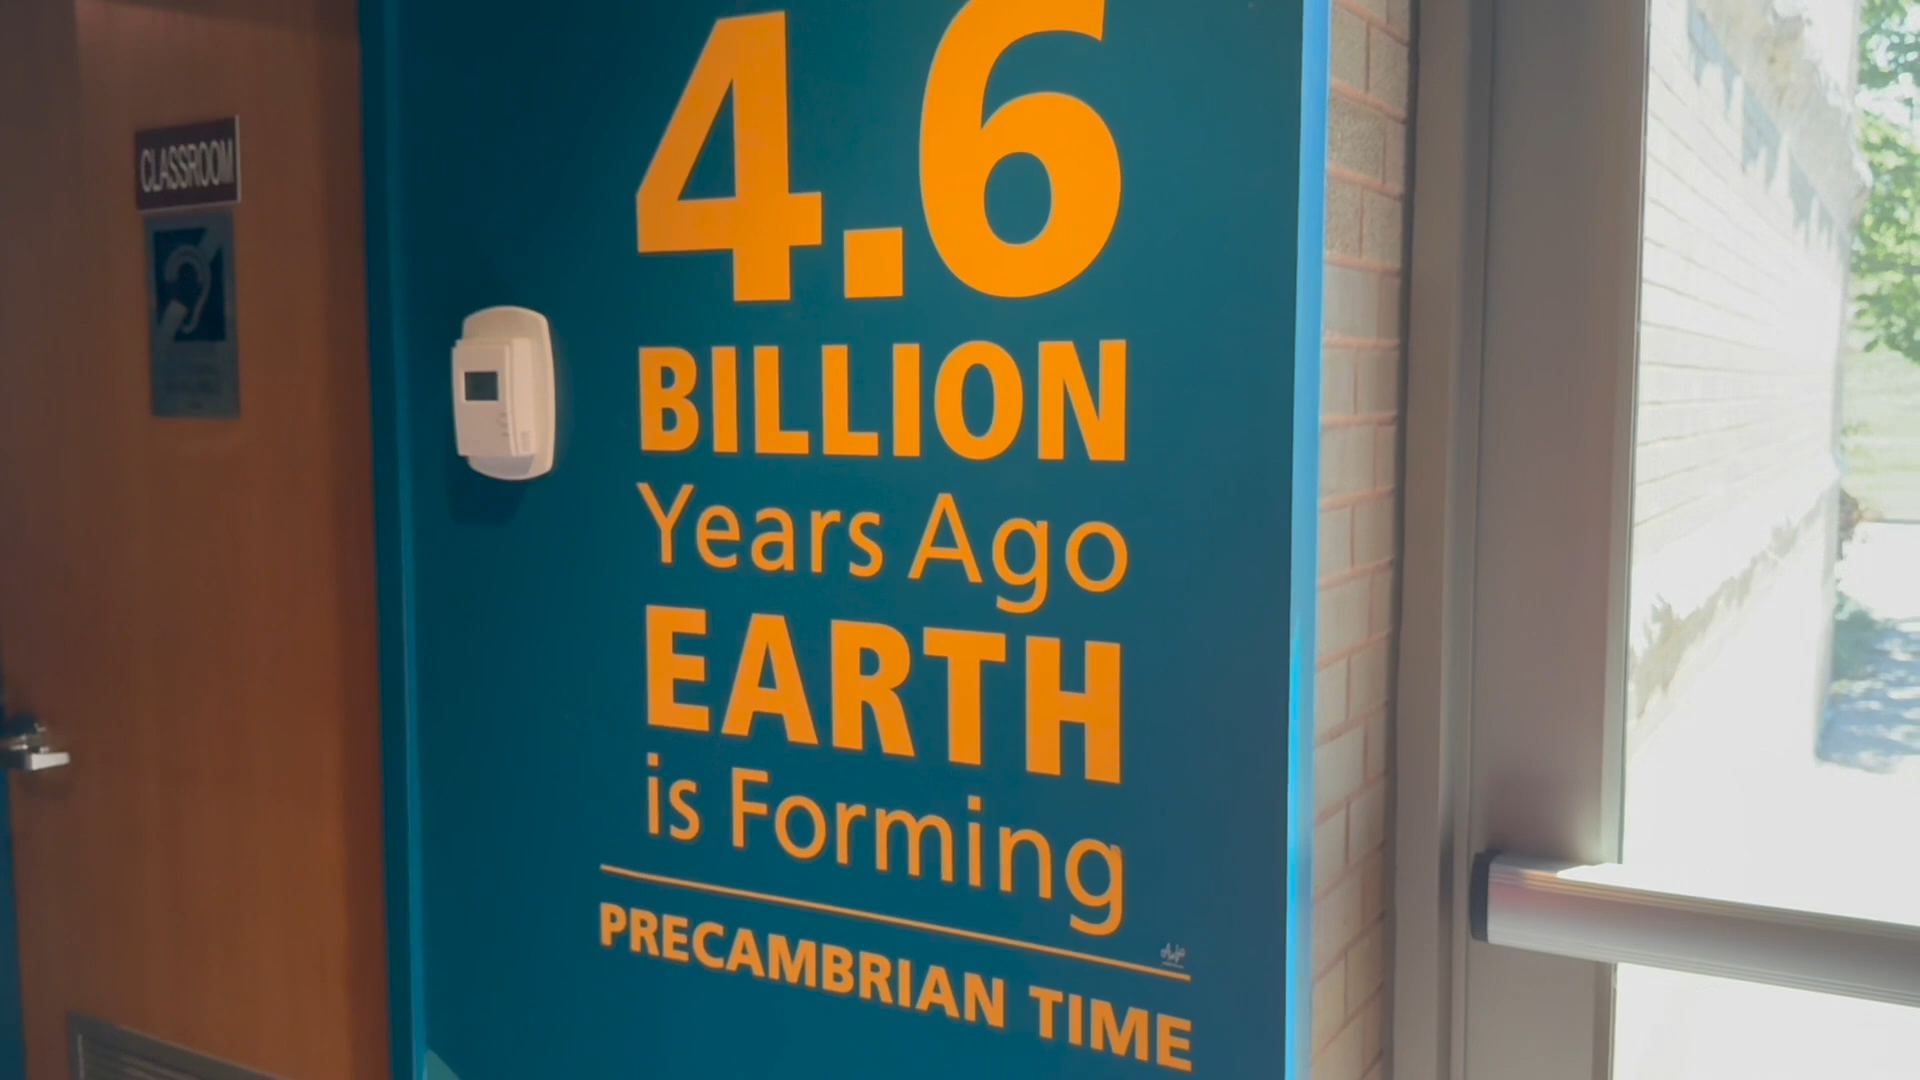 CLASSROOM
4.6
BILLION
Years Ago
EARTH
is Forming
PRECAMBRIAN TIME